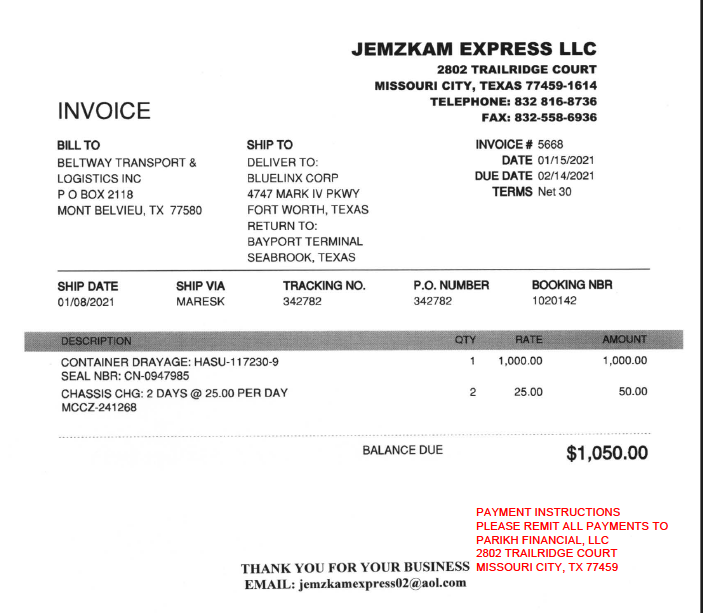 JEMZKAM EXPRESS LLC
2802 TRAILRIDGE COURT
MISSOURI CITY, TEXAS 77459-1614
TELEPHONE: 832 816-8736
FAX: 832-558-6936
INVOICE
BILL TO
BELTWAY TRANSPORT &
LOGISTICS INC
P O BOX 2118
MONT BELVIEU, TX 77580
SHIP TO
DELIVER TO:
BLUELINX CORP
4747 MARK IV PKWY
FORT WORTH, TEXAS
RETURN TO:
BAYPORT TERMINAL
SEABROOK, TEXAS
INVOICE # 5668
DATE 01/15/2021
DUE DATE 02/14/2021
TERMS Net 30
SHIP DATE SHIP VIA TRACKING NO. P.O. NUMBER BOOKING NBR
01/08/2021 MARESK 342782 342782 1020142
DESCRIPTION QTY RATE AMOUNT
CONTAINER DRAYAGE: HASU-117230-9 1 1,000.00 1,000.00
SEAL NBR: CN-0947985
CHASSIS CHG: 2 DAYS @ 25.00 PER DAY 2 25.00 50.00
MCCZ-241268
BALANCE DUE $1,050.00
PAYMENT INSTRUCTIONS
PLEASE REMIT ALL PAYMENTS TO
PARIKH FINANCIAL, LLC
2802 TRAILRIDGE COURT
MISSOURI CITY, TX 77459
THANK YOU FOR YOUR BUSINESS
EMAIL: jemzkamexpress02@aol.com